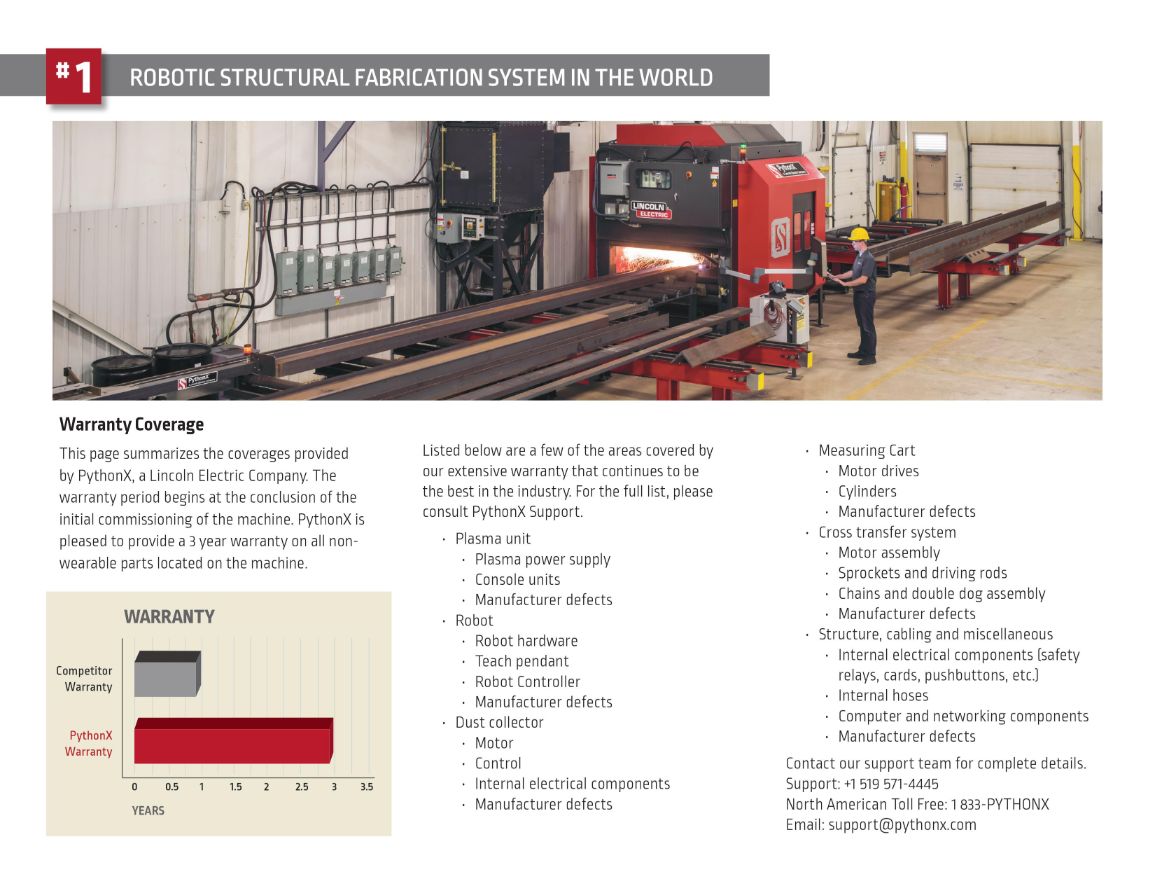 #1
ROBOTIC STRUCTURAL FABRICATION SYSTEM IN THE WORLD
PythonX
LINCOLN
ELECTRIC
PythonX
Warranty Coverage
This page summarizes the coverages provided
by PythonX, a Lincoln Electric Company. The
warranty period begins at the conclusion of the
initial commissioning of the machine. PythonX is
pleased to provide a 3 year warranty on all non-
wearable parts located on the machine.
WARRANTY
Competitor
Warranty
PythonX
Warranty
0 0.5 1 1.5 2 2.5 3 3.5
YEARS
Listed below are a few of the areas covered by
our extensive warranty that continues to be
the best in the industry. For the full list, please
consult PythonX Support.
· Plasma unit
· Plasma power supply
· Console units
· Manufacturer defects
· Robot
· Robot hardware
· Teach pendant
· Robot Controller
· Manufacturer defects
· Dust collector
· Motor
· Control
· Internal electrical components
· Manufacturer defects
· Measuring Cart
· Motor drives
· Cylinders
· Manufacturer defects
· Cross transfer system
· Motor assembly
· Sprockets and driving rods
· Chains and double dog assembly
· Manufacturer defects
· Structure, cabling and miscellaneous
· Internal electrical components (safety
relays, cards, pushbuttons, etc.)
· Internal hoses
· Computer and networking components
· Manufacturer defects
Contact our support team for complete details.
Support: +1 519 571-4445
North American Toll Free: 1 833-PYTHONX
Email: support@pythonx.com